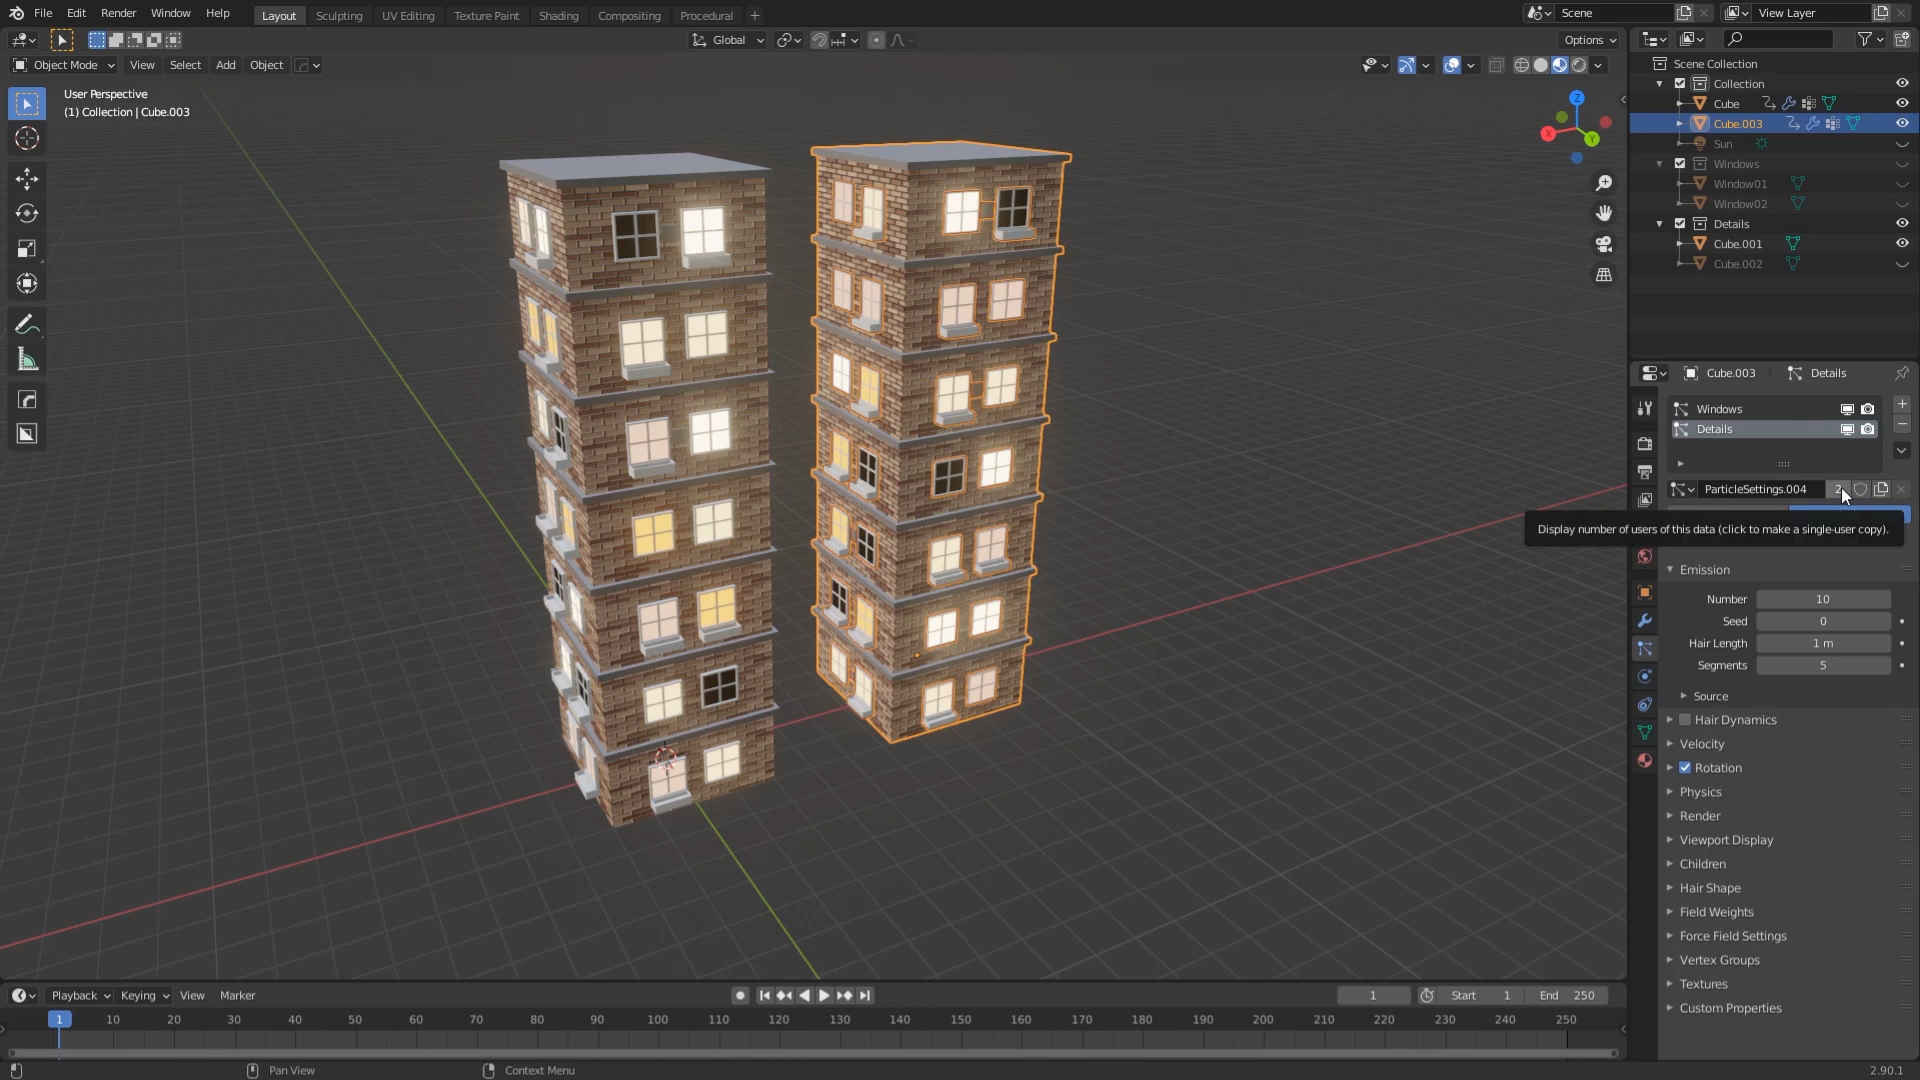 File Edit Render Window Help Layout Sculpting UV Editing Texture Paint Shading Compositing Procedural + Scene View Layer
Global Options
Object Mode View Select Add Object
User Perspective
(1) Collection | Cube.003
Z
X
Y
Scene Collection
Collection
Cube
Cube.003
Sun
Windows
Window01
Window02
Details
Cube.001
Cube.002
Cube.003 Details
Windows
Details
ParticleSettings.004
Display number of users of this data (click to make a single-user copy).
Emission
Number 10
Seed 0
Hair Length 1 m
Segments 5
Source
Hair Dynamics
Velocity
Rotation
Physics
Render
Viewport Display
Children
Hair Shape
Field Weights
Force Field Settings
Vertex Groups
Textures
Custom Properties
Playback Keying View Marker 1 Start 1 End 250
1 10 20 30 40 50 60 70 80 90 100 110 120 130 140 150 160 170 180 190 200 210 220 230 240 250
Pan View Context Menu 2.90.1